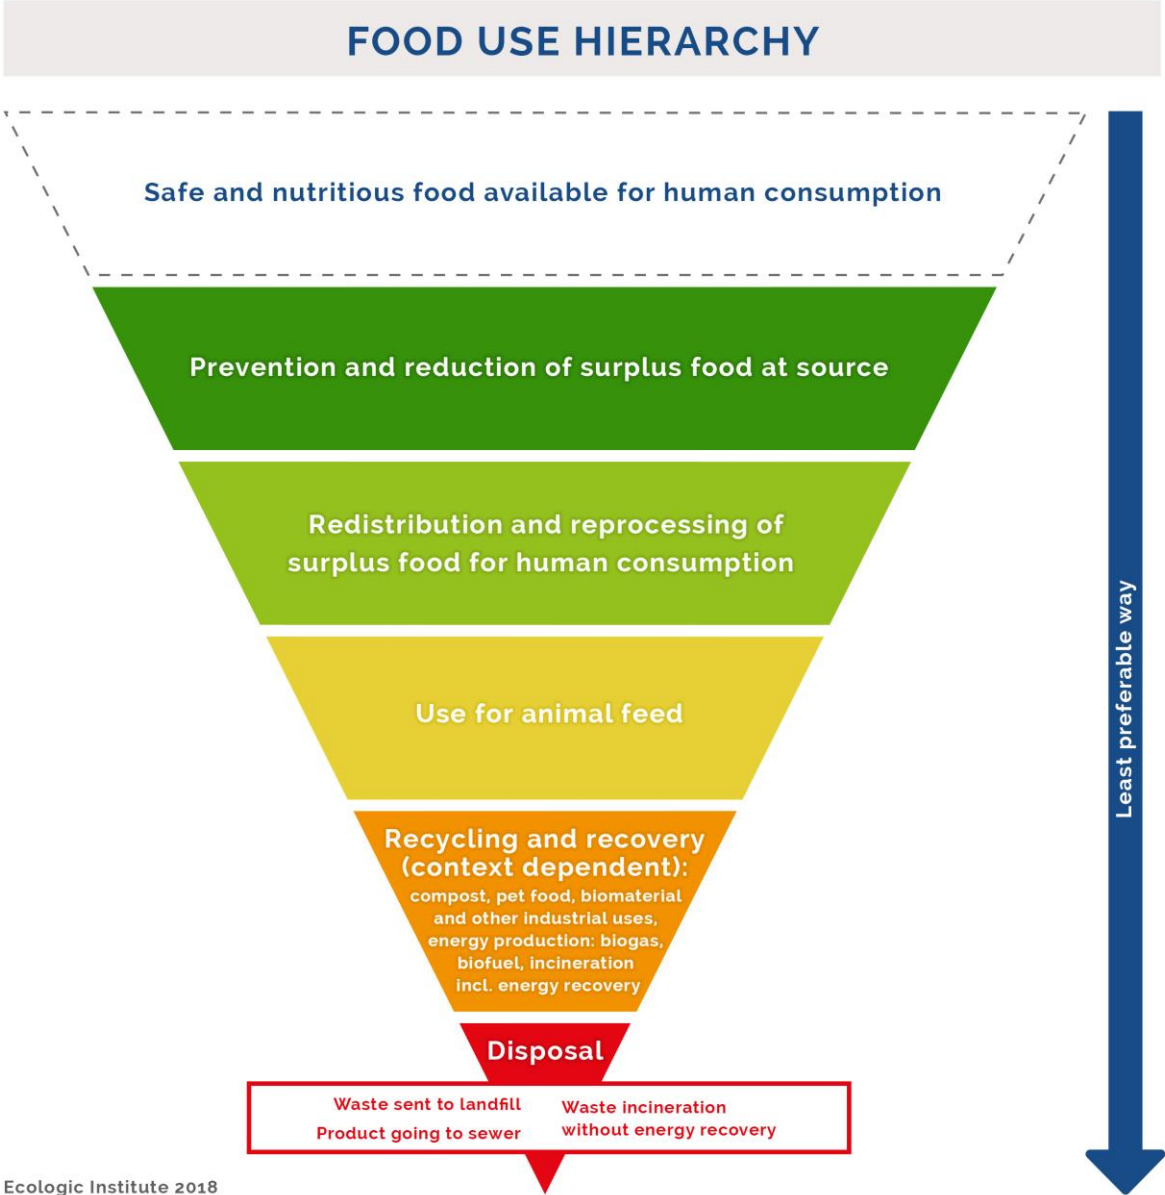 FOOD USE HIERARCHY
Safe and nutritious food available for human consumption
Prevention and reduction of surplus food at source
Redistribution and reprocessing of
surplus food for human consumption
Use for animal feed
Recycling and recovery
(context dependent):
compost, pet food, biomaterial
and other industrial uses,
energy production: biogas,
biofuel, incineration
incl. energy recovery
Disposal
Waste sent to landfill
Product going to sewer
Waste incineration
without energy recovery
Least preferable way
Ecologic Institute 2018